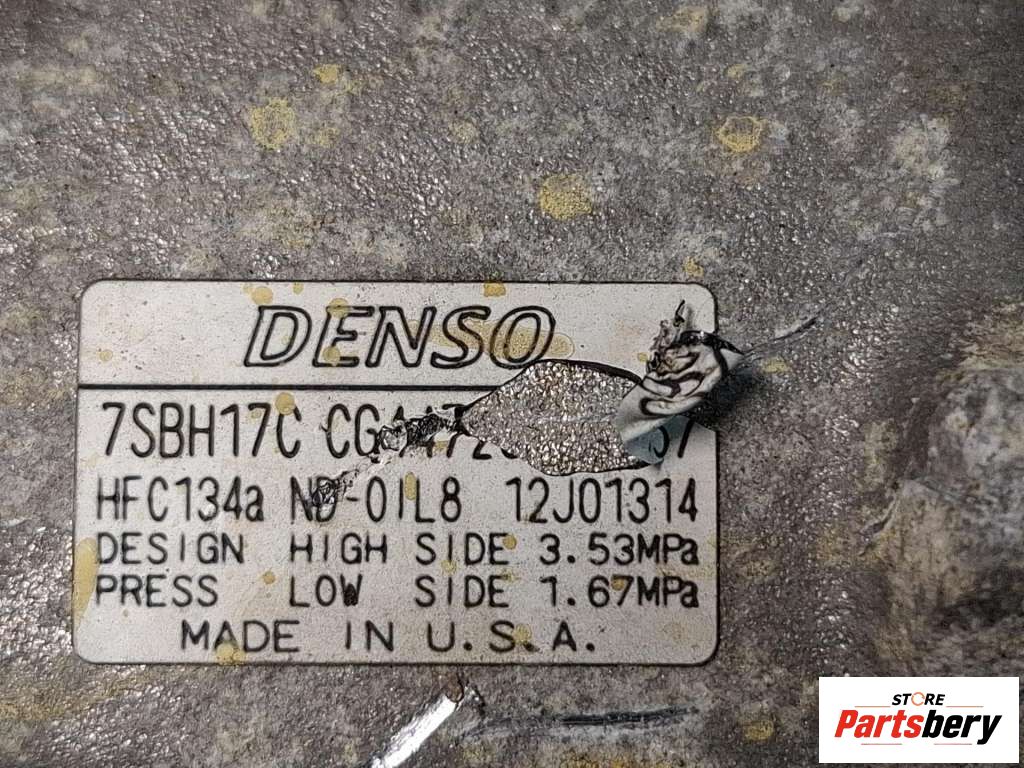 DENSO
7SBH17C
HFC134a ND-OIL8 12J01314
DESIGN HIGH SIDE 3.53MPa
PRESS LOW SIDE 1.67MPa
MADE IN U.S.A.
STORE
Partsbery